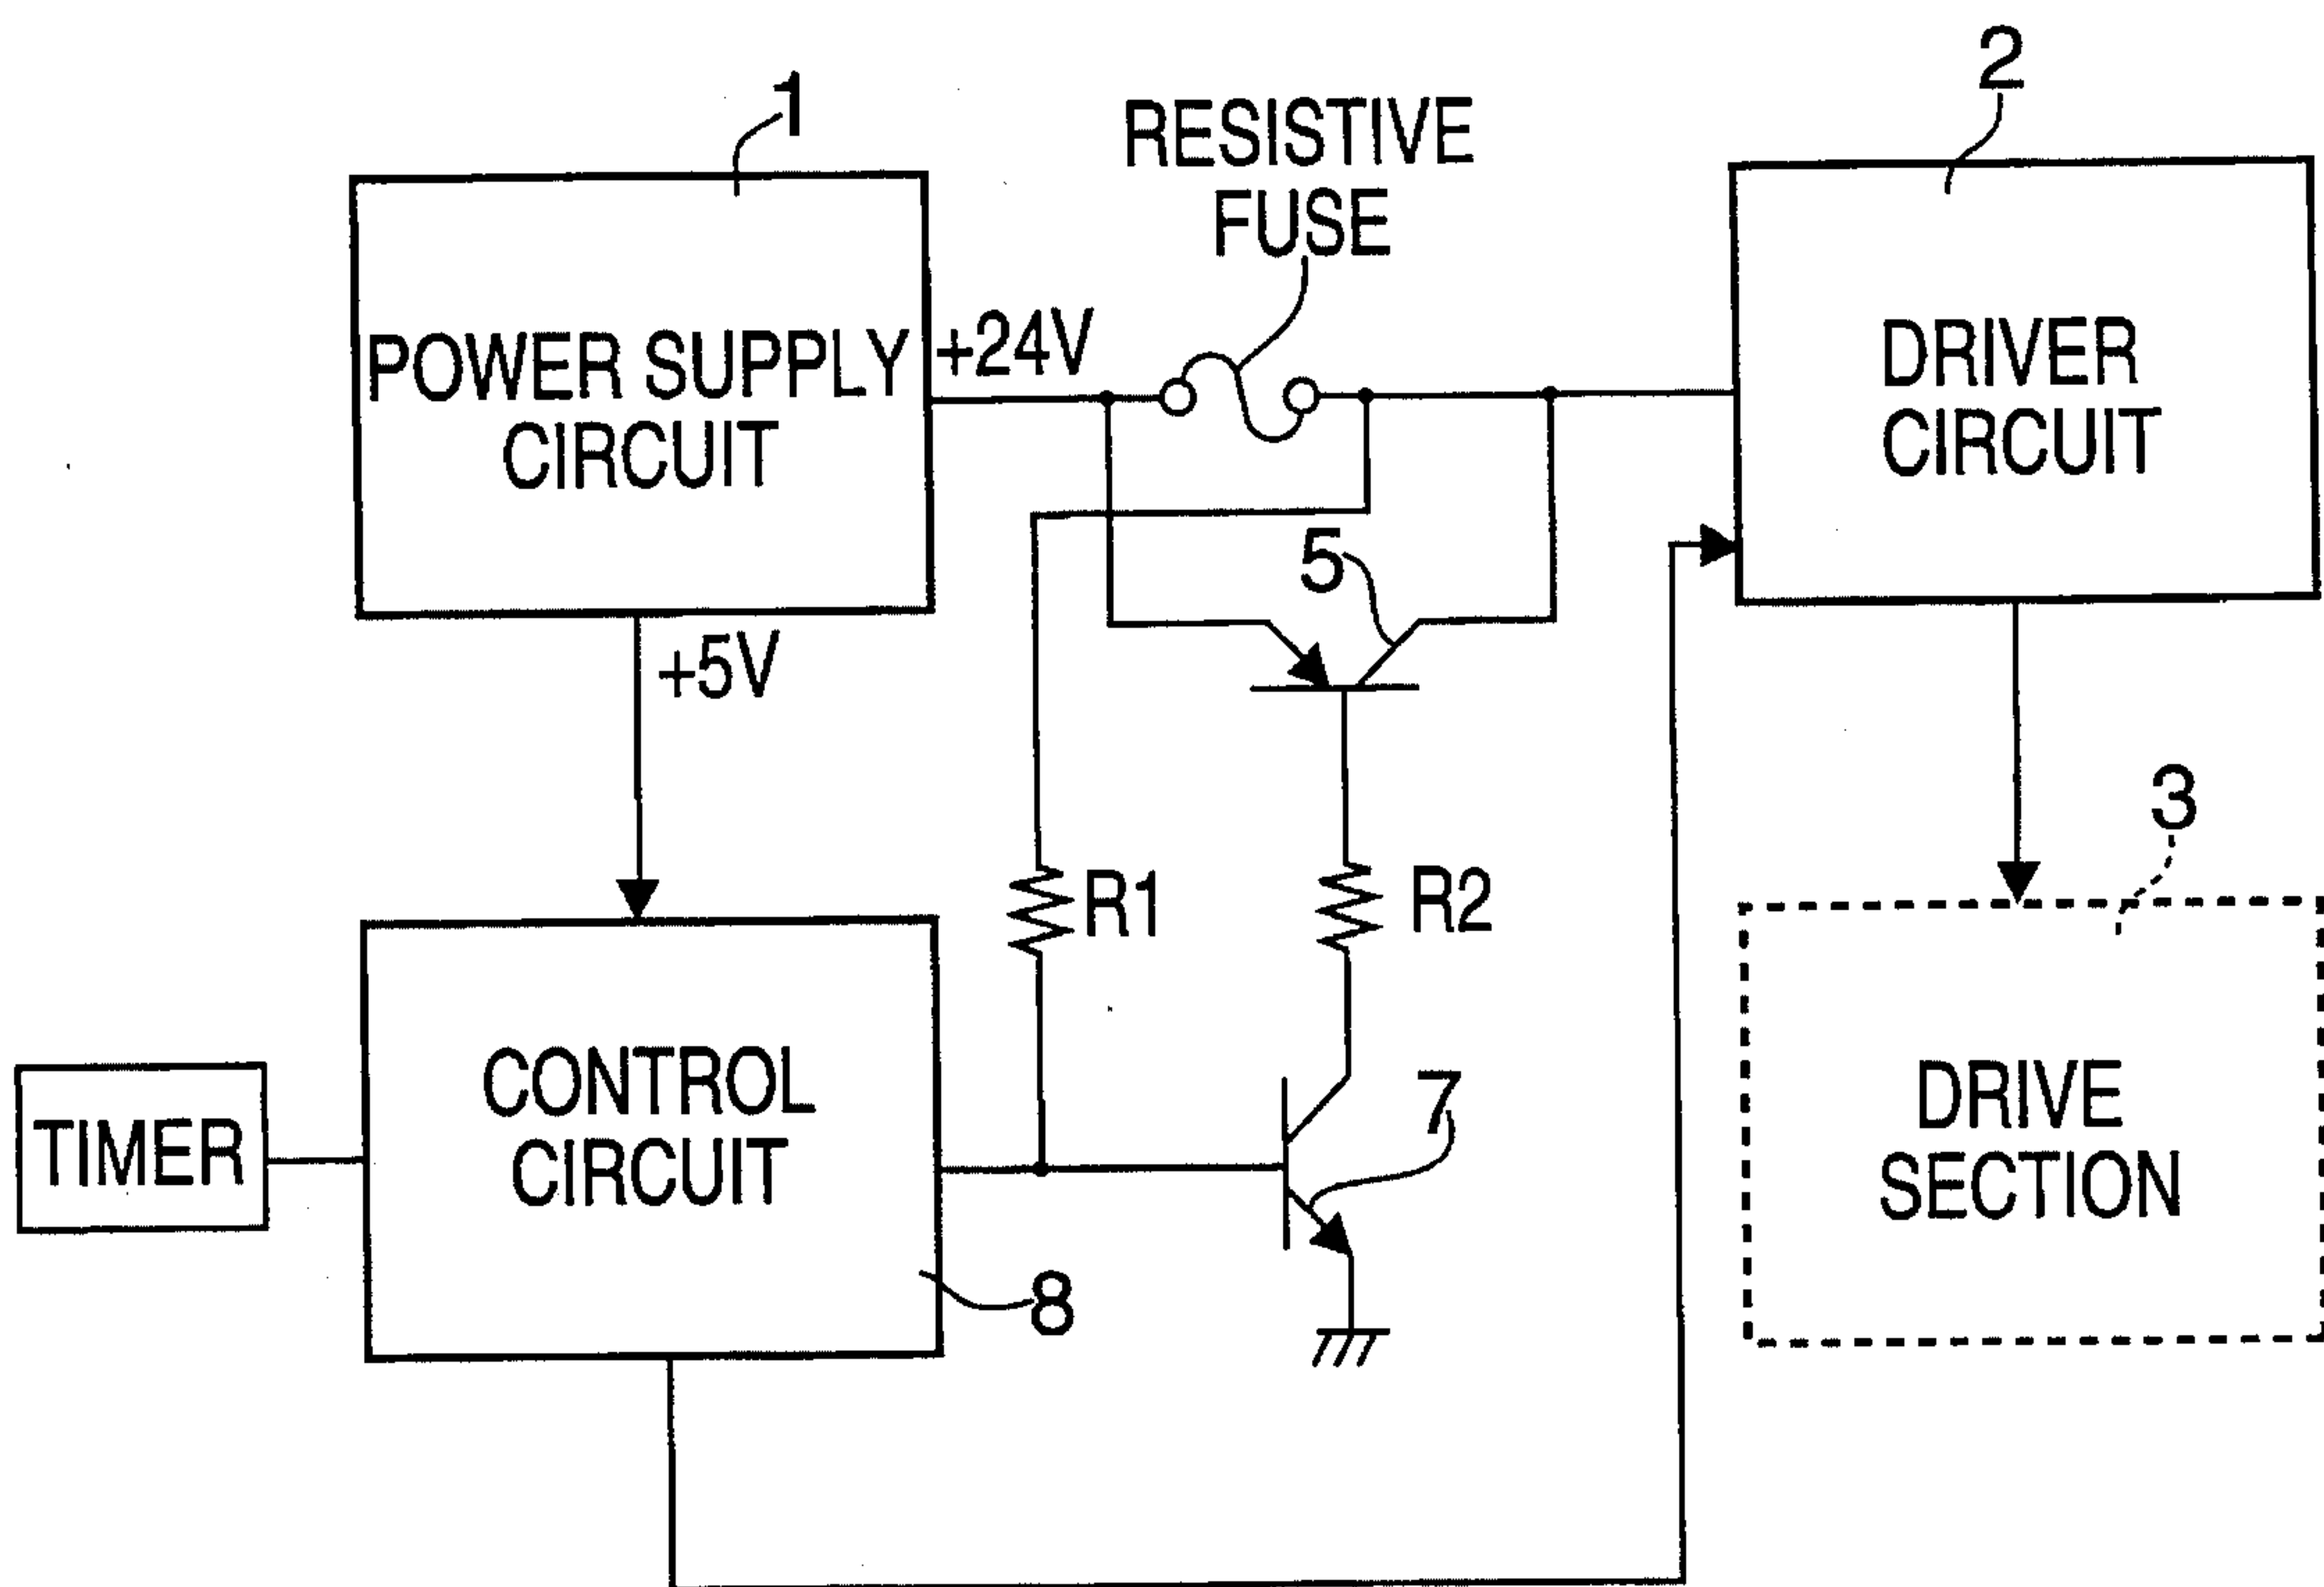 1
2
RESISTIVE
FUSE
POWER SUPPLY
CIRCUIT
+24V
DRIVER
CIRCUIT
5
+5V
3
R1
R2
TIMER
CONTROL
CIRCUIT
7
DRIVE
SECTION
8